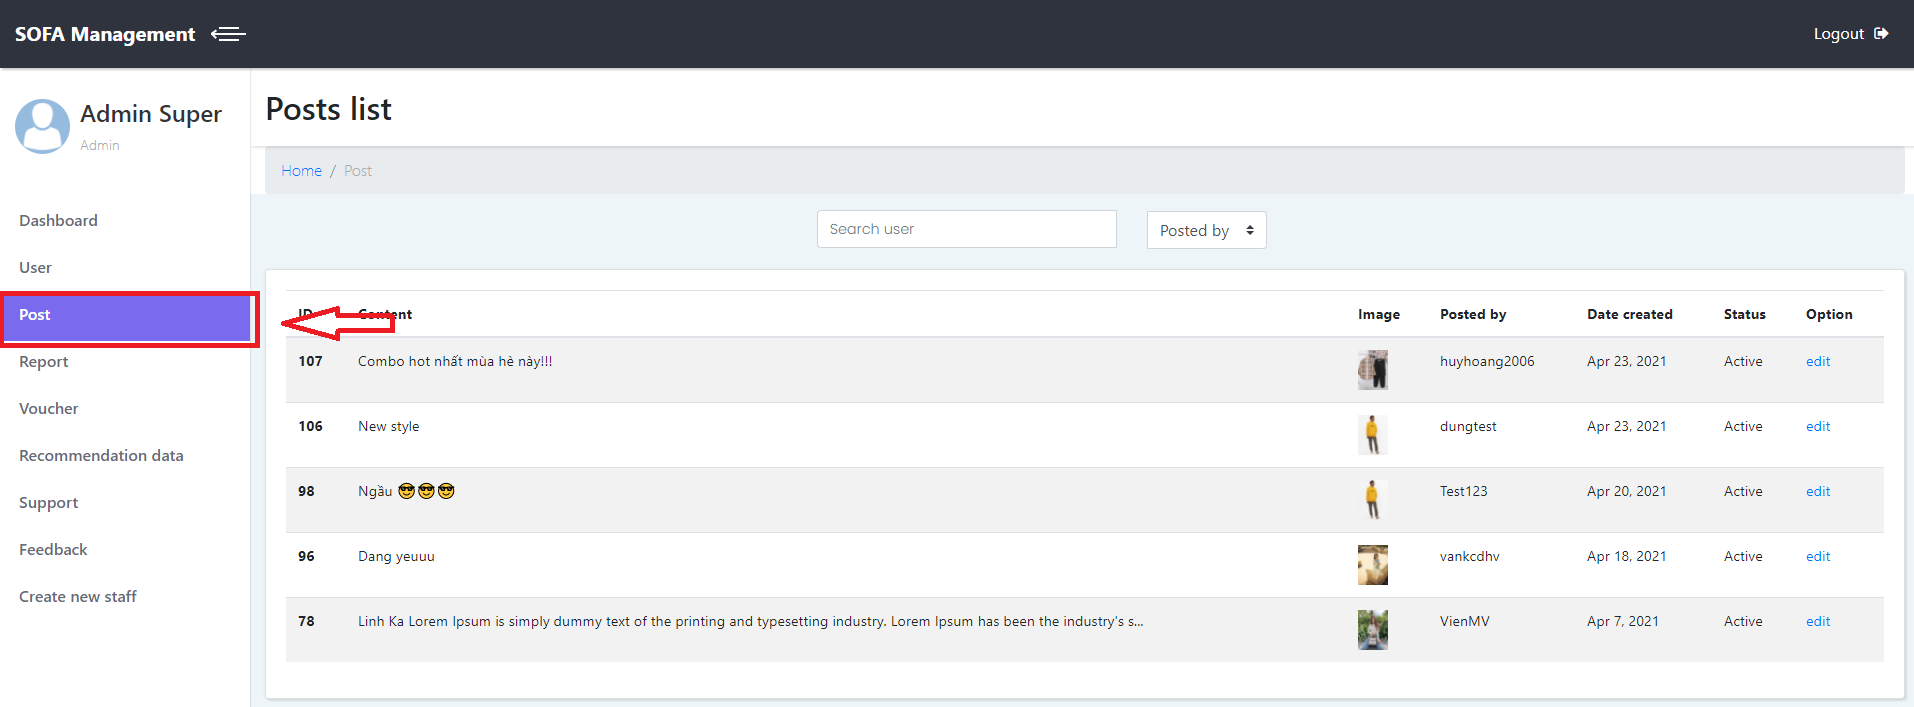 SOFA Management
Logout
Admin Super
Admin
Dashboard
User
Post
Report
Voucher
Recommendation data
Support
Feedback
Create new staff
Posts list
Home / Post
Search user
Posted by
ID Content Image Posted by Date created Status Option
107 Combo hot nhất mùa hè này!!! huyhoang2006 Apr 23, 2021 Active edit
106 New style dungtest Apr 23, 2021 Active edit
98 Ngầu 😎😎😎 Test123 Apr 20, 2021 Active edit
96 Dang yeuuu vankcdhv Apr 18, 2021 Active edit
78 Linh Ka Lorem Ipsum is simply dummy text of the printing and typesetting industry. Lorem Ipsum has been the industry's s... VienMV Apr 7, 2021 Active edit